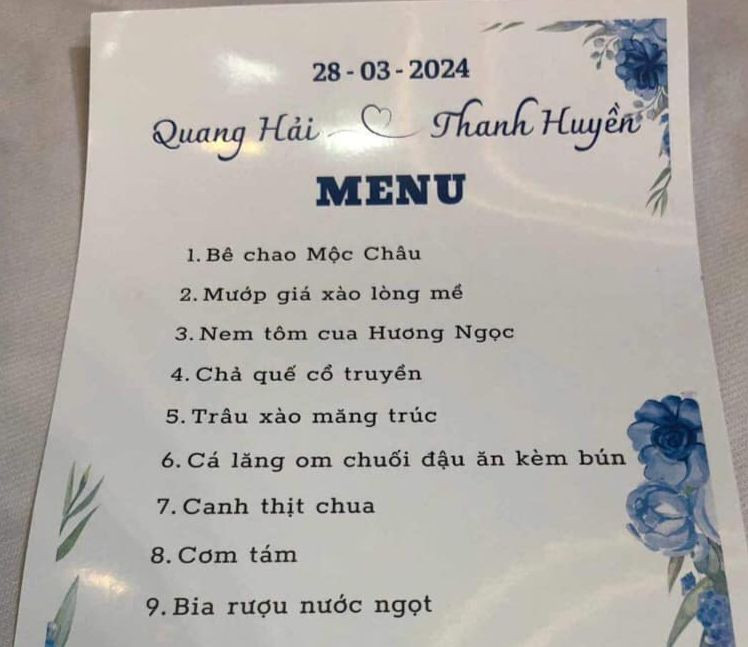 28 - 03 - 2024
Quang Hải Thanh Huyền
MENU
1. Bê chao Mộc Châu
2. Mướp giá xào lòng mề
3. Nem tôm cua Hương Ngọc
4. Chả quế cổ truyền
5. Trâu xào măng trúc
6. Cá lăng om chuối đậu ăn kèm bún
7. Canh thịt chua
8. Cơm tám
9. Bia rượu nước ngọt